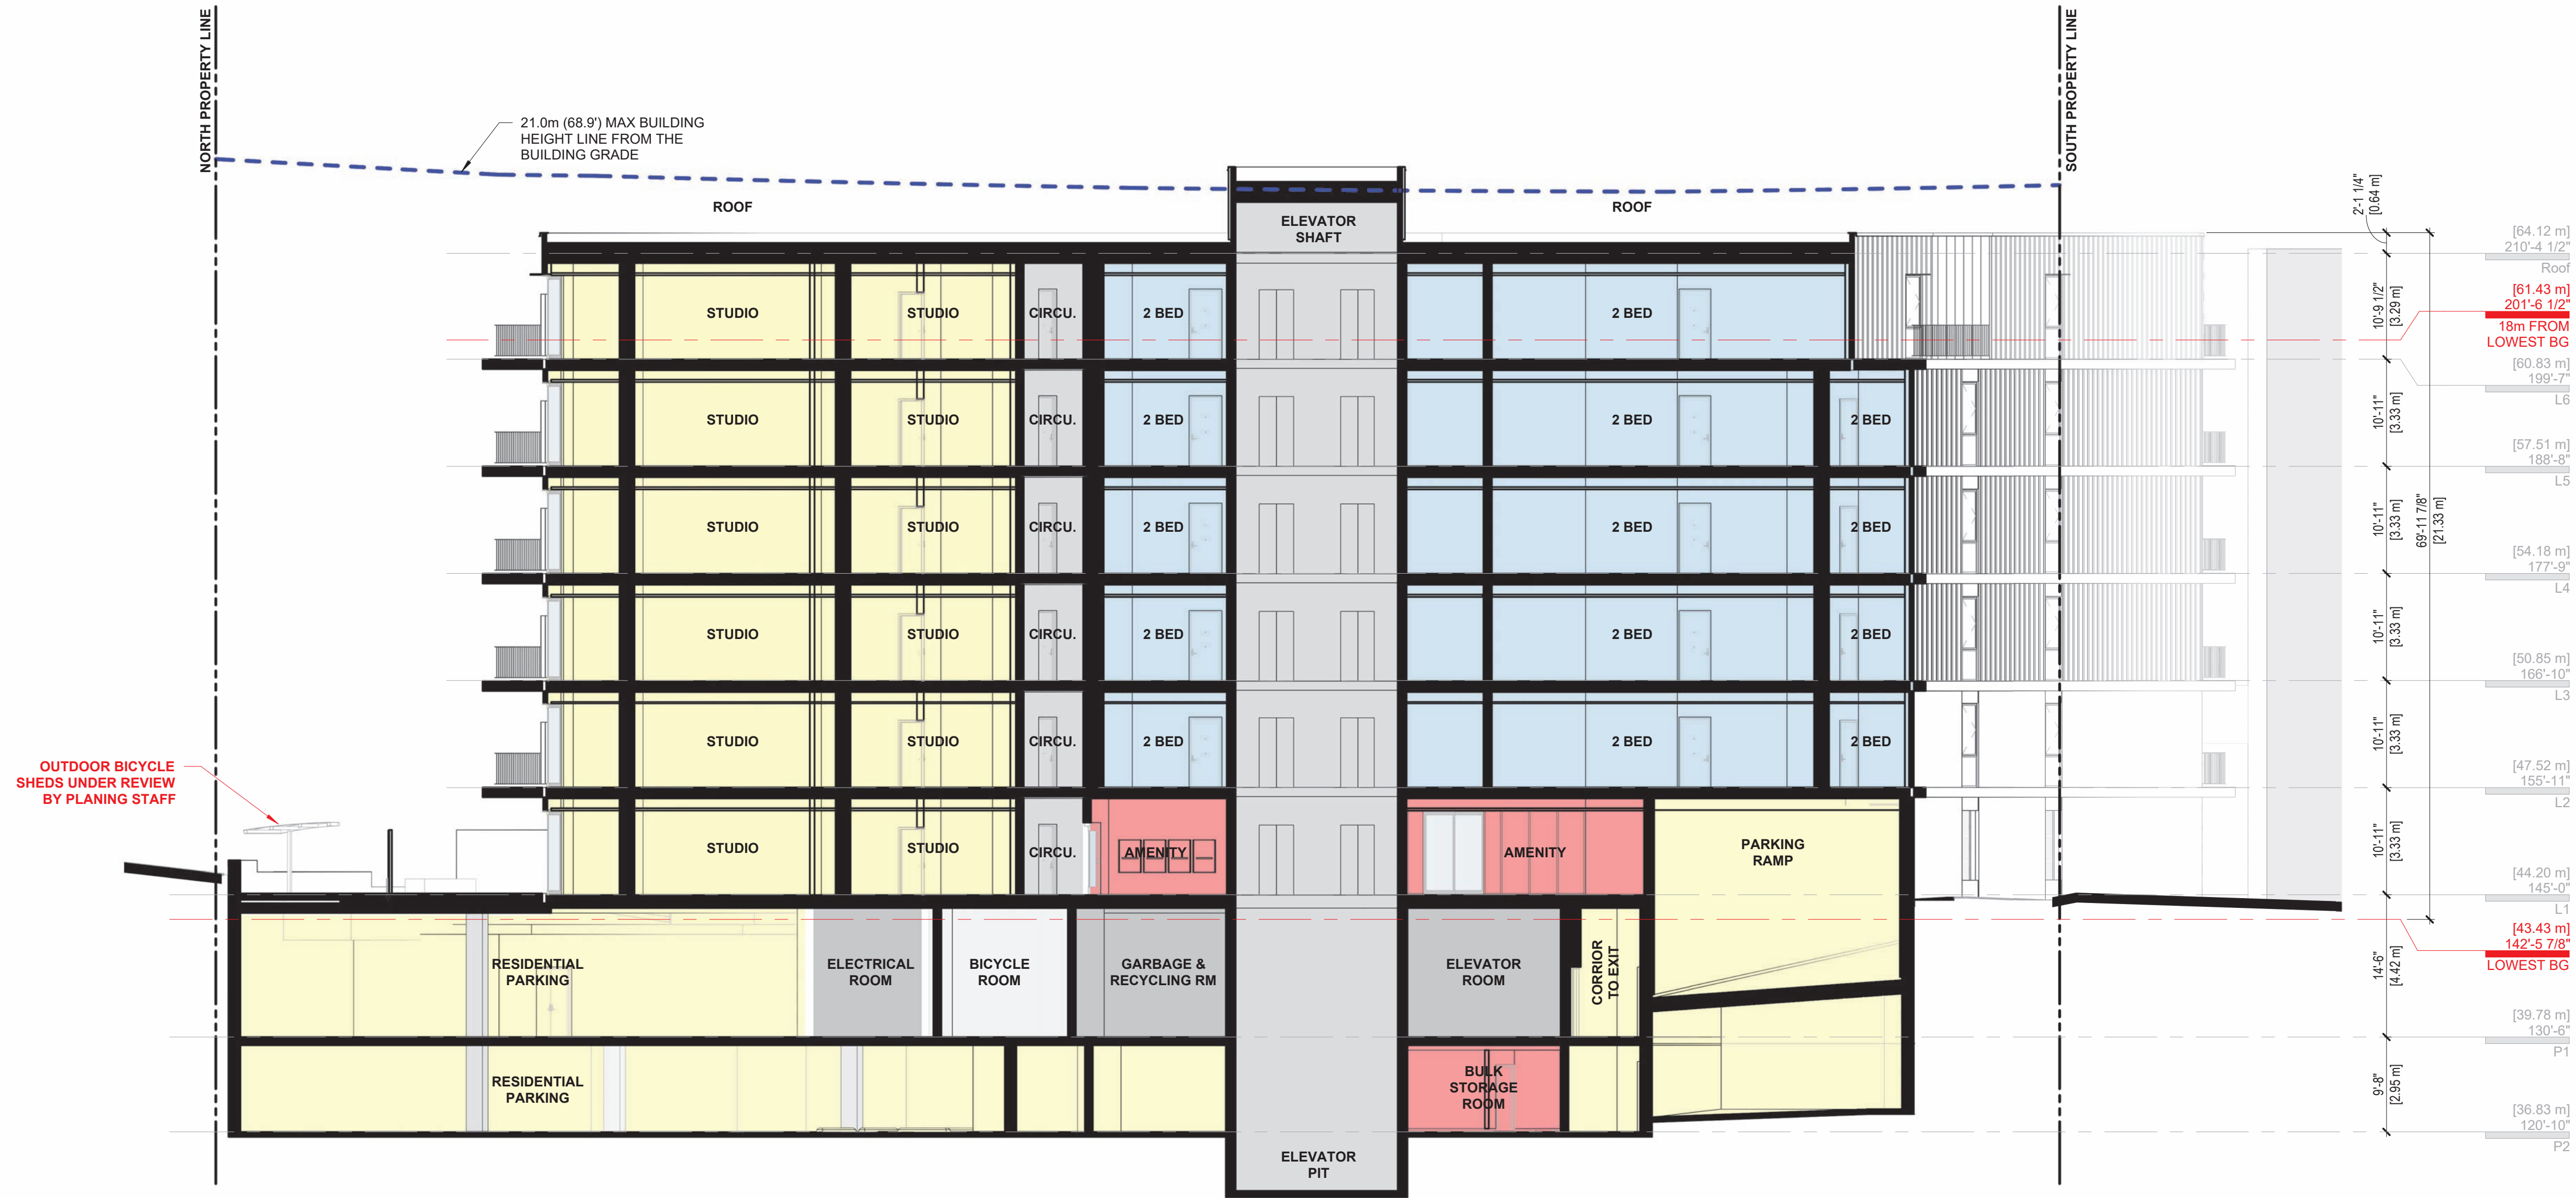 NORTH PROPERTY LINE
SOUTH PROPERTY LINE
21.0m (68.9') MAX BUILDING
HEIGHT LINE FROM THE
BUILDING GRADE
ROOF
ROOF
ELEVATOR
SHAFT
STUDIO
STUDIO
CIRCU.
2 BED
2 BED
STUDIO
STUDIO
CIRCU.
2 BED
2 BED
2 BED
STUDIO
STUDIO
CIRCU.
2 BED
2 BED
2 BED
STUDIO
STUDIO
CIRCU.
2 BED
2 BED
2 BED
STUDIO
STUDIO
CIRCU.
2 BED
2 BED
2 BED
OUTDOOR BICYCLE
SHEDS UNDER REVIEW
BY PLANING STAFF
STUDIO
STUDIO
CIRCU.
AMENITY
AMENITY
PARKING
RAMP
RESIDENTIAL
PARKING
ELECTRICAL
ROOM
BICYCLE
ROOM
GARBAGE &
RECYCLING RM
ELEVATOR
ROOM
CORRIOR
TO EXIT
RESIDENTIAL
PARKING
BULK
STORAGE
ROOM
ELEVATOR
PIT
2'-1 1/4"
[0.64 m]
10'-9 1/2"
[3.29 m]
10'-11"
[3.33 m]
10'-11"
[3.33 m]
10'-11"
[3.33 m]
10'-11"
[3.33 m]
10'-11"
[3.33 m]
14'-6"
[4.42 m]
9'-8"
[2.95 m]
69'-11 7/8"
[21.33 m]
[64.12 m]
210'-4 1/2"
Roof
[61.43 m]
201'-6 1/2"
18m FROM
LOWEST BG
[60.83 m]
199'-7"
L6
[57.51 m]
188'-8"
L5
[54.18 m]
177'-9"
L4
[50.85 m]
166'-10"
L3
[47.52 m]
155'-11"
L2
[44.20 m]
145'-0"
L1
[43.43 m]
142'-5 7/8"
LOWEST BG
[39.78 m]
130'-6"
P1
[36.83 m]
120'-10"
P2